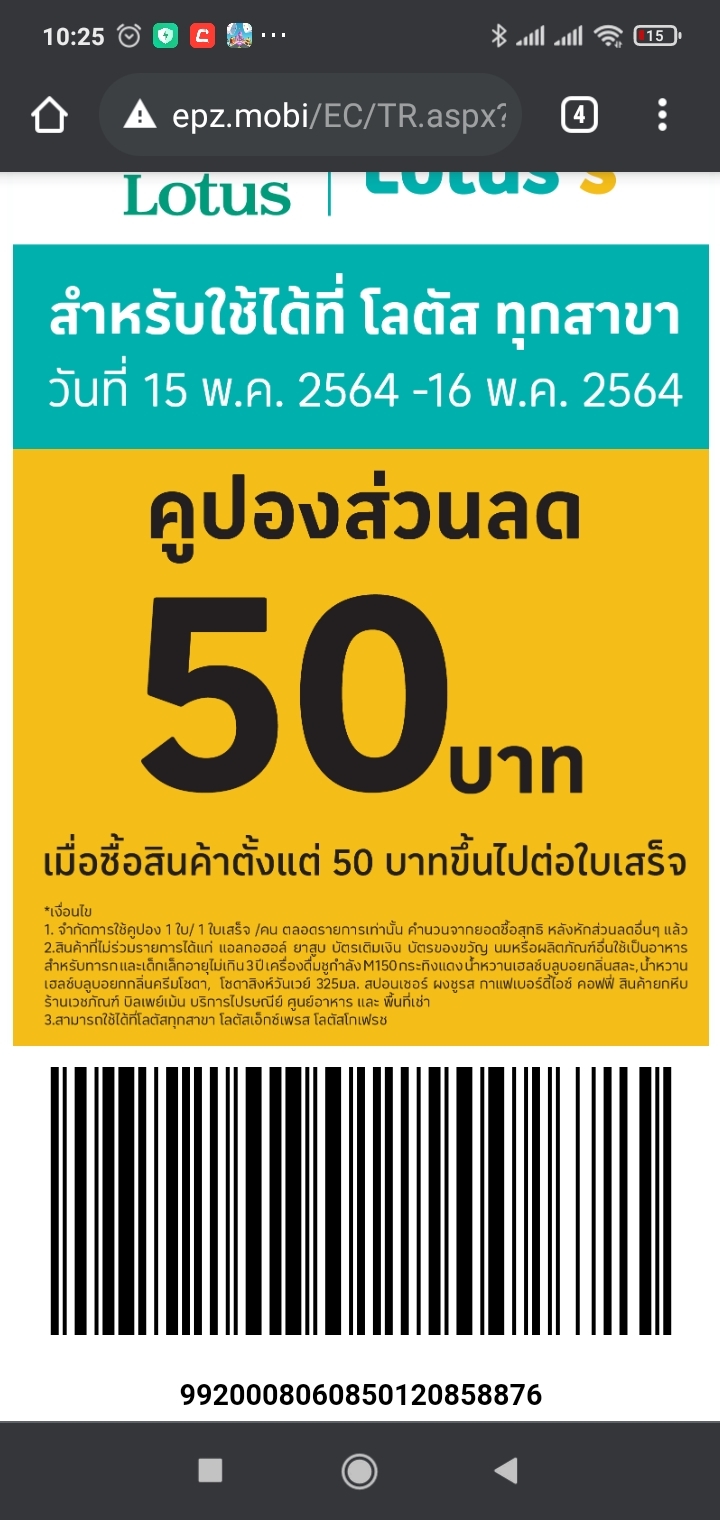 10:25
15
epz.mobi/EC/TR.aspx?
4
Lotus
Lotus's
สำหรับใช้ได้ที่ โลตัส ทุกสาขา
วันที่ 15 พ.ค. 2564 -16 พ.ค. 2564
คูปองส่วนลด
50 บาท
เมื่อซื้อสินค้าตั้งแต่ 50 บาทขึ้นไปต่อใบเสร็จ
*เงื่อนไข
1. จำกัดการใช้คูปอง 1 ใบ/ 1 ใบเสร็จ /คน ตลอดรายการเท่านั้น คำนวนจากยอดซื้อสุทธิ หลังหักส่วนลดอื่นๆ แล้ว
2.สินค้าที่ไม่ร่วมรายการได้แก่ แอลกอฮอล์ ยาสูบ บัตรเติมเงิน บัตรของขวัญ นมหรือผลิตภัณฑ์อื่นใช้เป็นอาหาร
สำหรับทารกและเด็กเล็กอายุไม่เกิน 3 ปี เครื่องดื่มชูกำลัง M150 กระทิงแดง น้ำหวานเฮลซ์บลูบอยกลิ่นสละ,น้ำหวาน
เฮลซ์บลูบอยกกลิ่นครีมโซดา, โซดาสิงห์วันเวย์ 325มล. สปอนเซอร์ ผงชูรส กาแฟเบอร์ดี้ไอซ์ คอฟฟี่ สินค้ายกหีบ
ร้านเวชภัณฑ์ บิลเพย์เม้น บริการไปรษณีย์ ศูนย์อาหาร และ พื้นที่เช่า
3.สามารถใช้ได้ที่โลตัสทุกสาขา โลตัสเอ็กซ์เพรส โลตัสโกเฟรช
9920008060850120858876